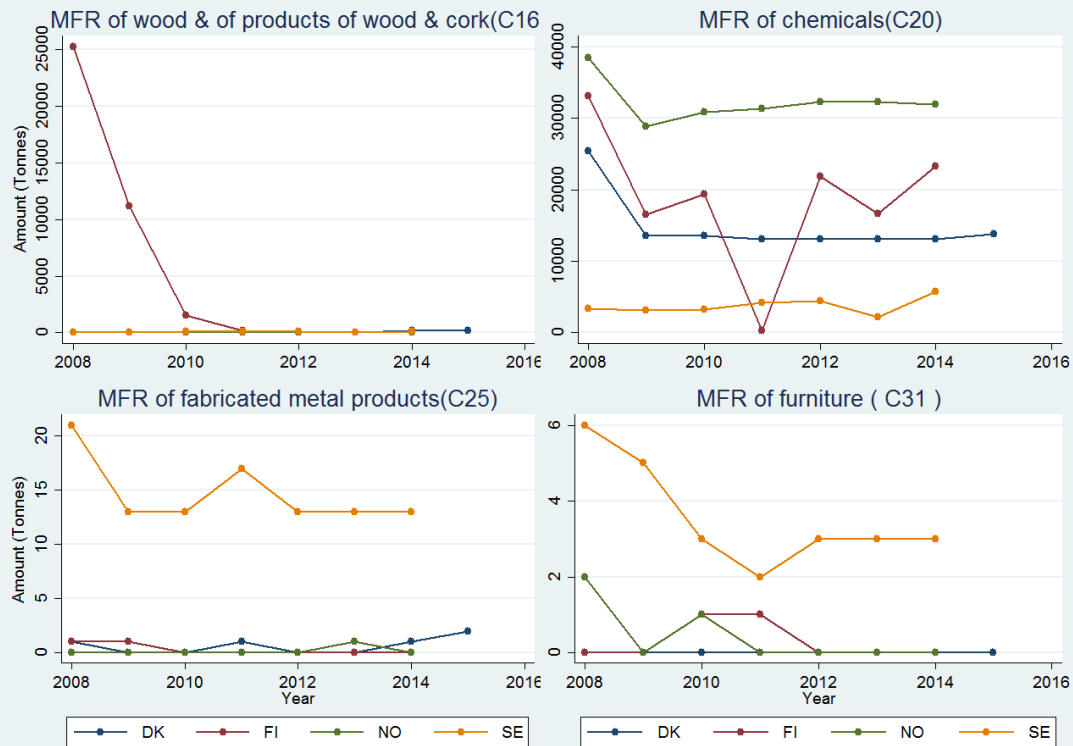 MFR of wood & of products of wood & cork(C16
Amount (Tonnes)
25000
20000
15000
10000
5000
0
2008 2010 2012 2014 2016
MFR of chemicals(C20)
40000
30000
20000
10000
0
2008 2010 2012 2014 2016
MFR of fabricated metal products(C25)
Amount (Tonnes)
20
15
10
5
0
2008 2010 2012 2014 2016
Year
MFR of furniture ( C31 )
6
4
2
0
2008 2010 2012 2014 2016
Year
DK FI NO SE
DK FI NO SE